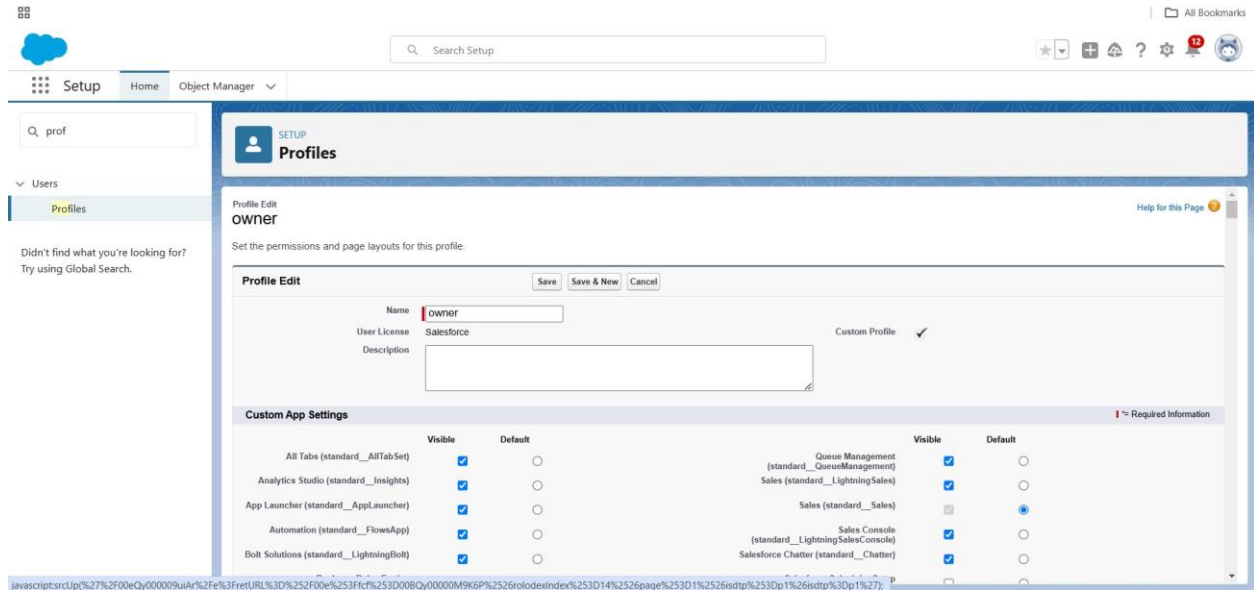 All Bookmarks
Search Setup
12
Setup Home Object Manager
prof
Users
Profiles
Didn't find what you're looking for?
Try using Global Search.
SETUP
Profiles
Profile Edit
owner
Help for this Page
Set the permissions and page layouts for this profile.
Profile Edit Save Save & New Cancel
Name owner
User License Salesforce Custom Profile
Description
Custom App Settings = Required Information
Visible Default Visible Default
All Tabs (standard__AllTabSet) Queue Management
(standard__QueueManagement)
Analytics Studio (standard__Insights) Sales (standard__LightningSales)
App Launcher (standard__AppLauncher) Sales (standard__Sales)
Automation (standard__FlowsApp) Sales Console
(standard__LightningSalesConsole)
Bolt Solutions (standard__LightningBolt) Salesforce Chatter (standard__Chatter)
javascript:srcUp(%27%2F00eQy000009uiAr%2Fe%3FretURL%3D%252F00e%253Ffcf%253D00BQy00000M9K6P%2526rolodexIndex%253D14%2526page%253D1%2526isdtp%253Dp1%26isdtp%3Dp1%27);